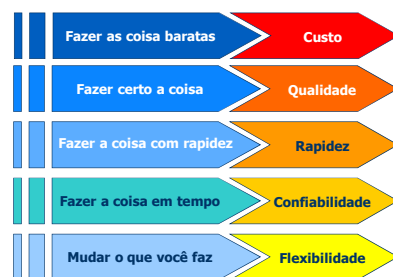 Fazer as coisa baratas Custo
Fazer certo a coisa Qualidade
Fazer a coisa com rapidez Rapidez
Fazer a coisa em tempo Confiabilidade
Mudar o que você faz Flexibilidade